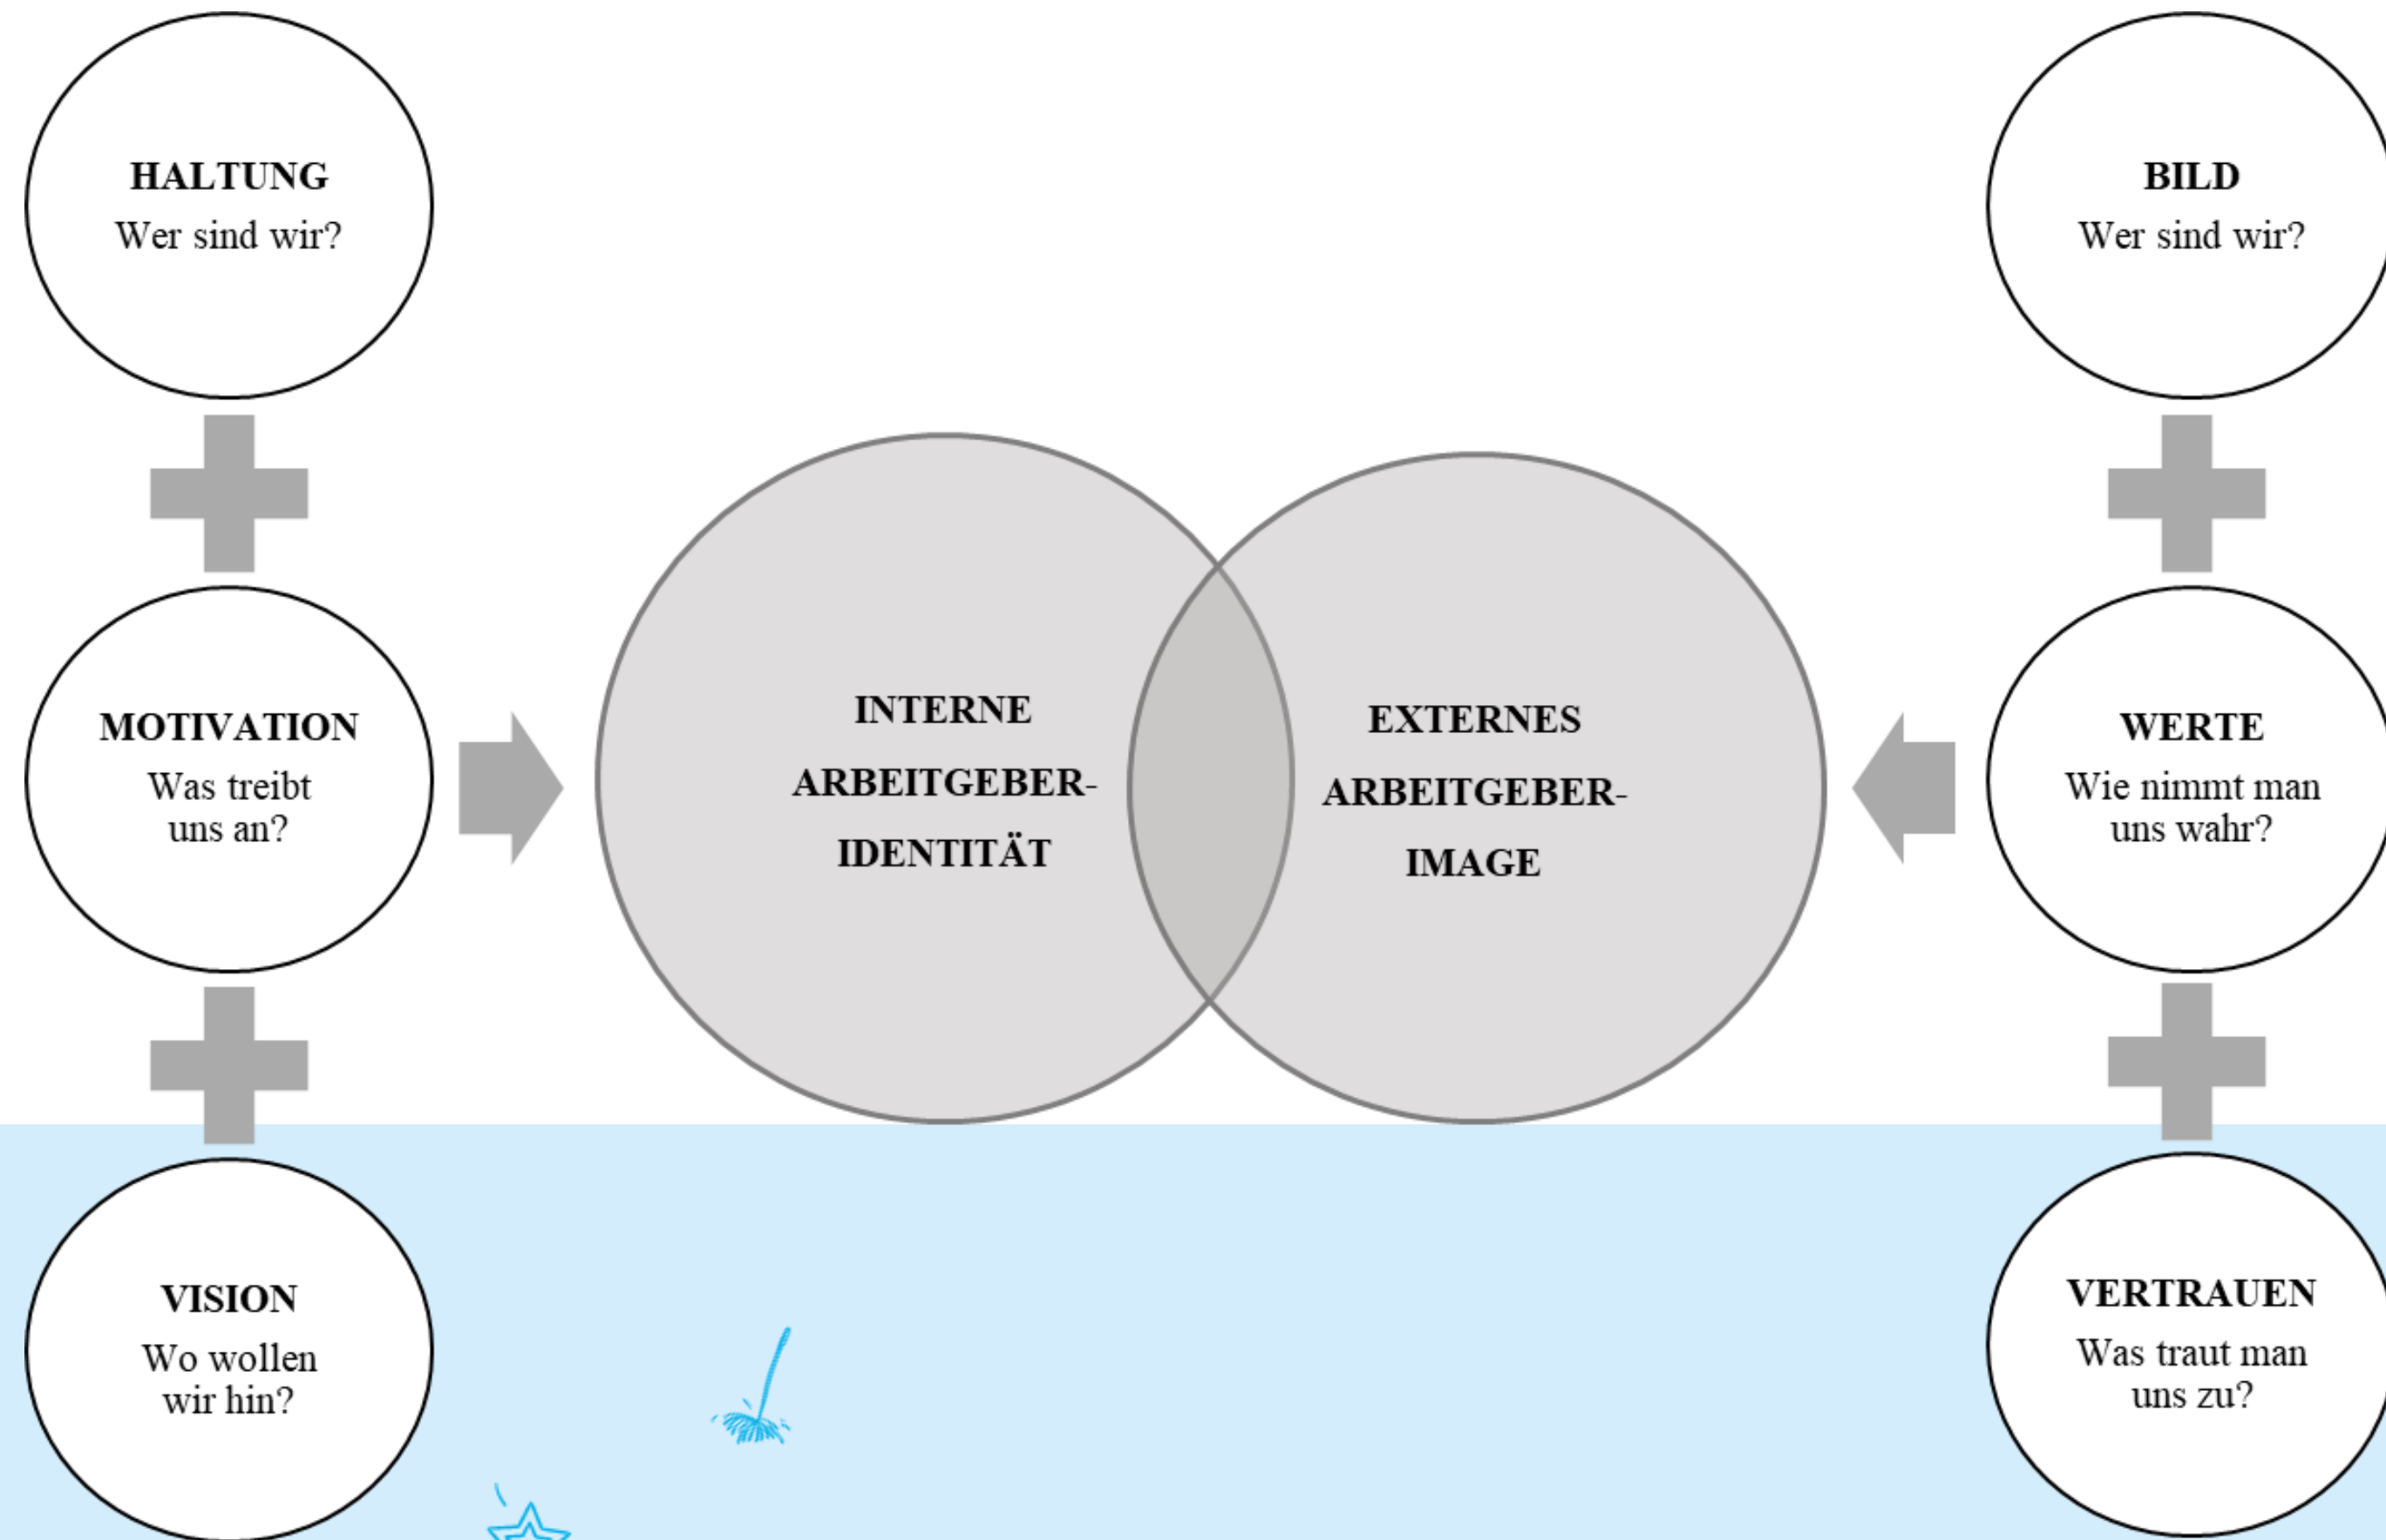 HALTUNG
Wer sind wir?
MOTIVATION
Was treibt
uns an?
VISION
Wo wollen
wir hin?
INTERNE
ARBEITGEBER-
IDENTITÄT
EXTERNES
ARBEITGEBER-
IMAGE
BILD
Wer sind wir?
WERTE
Wie nimmt man
uns wahr?
VERTRAUEN
Was traut man
uns zu?